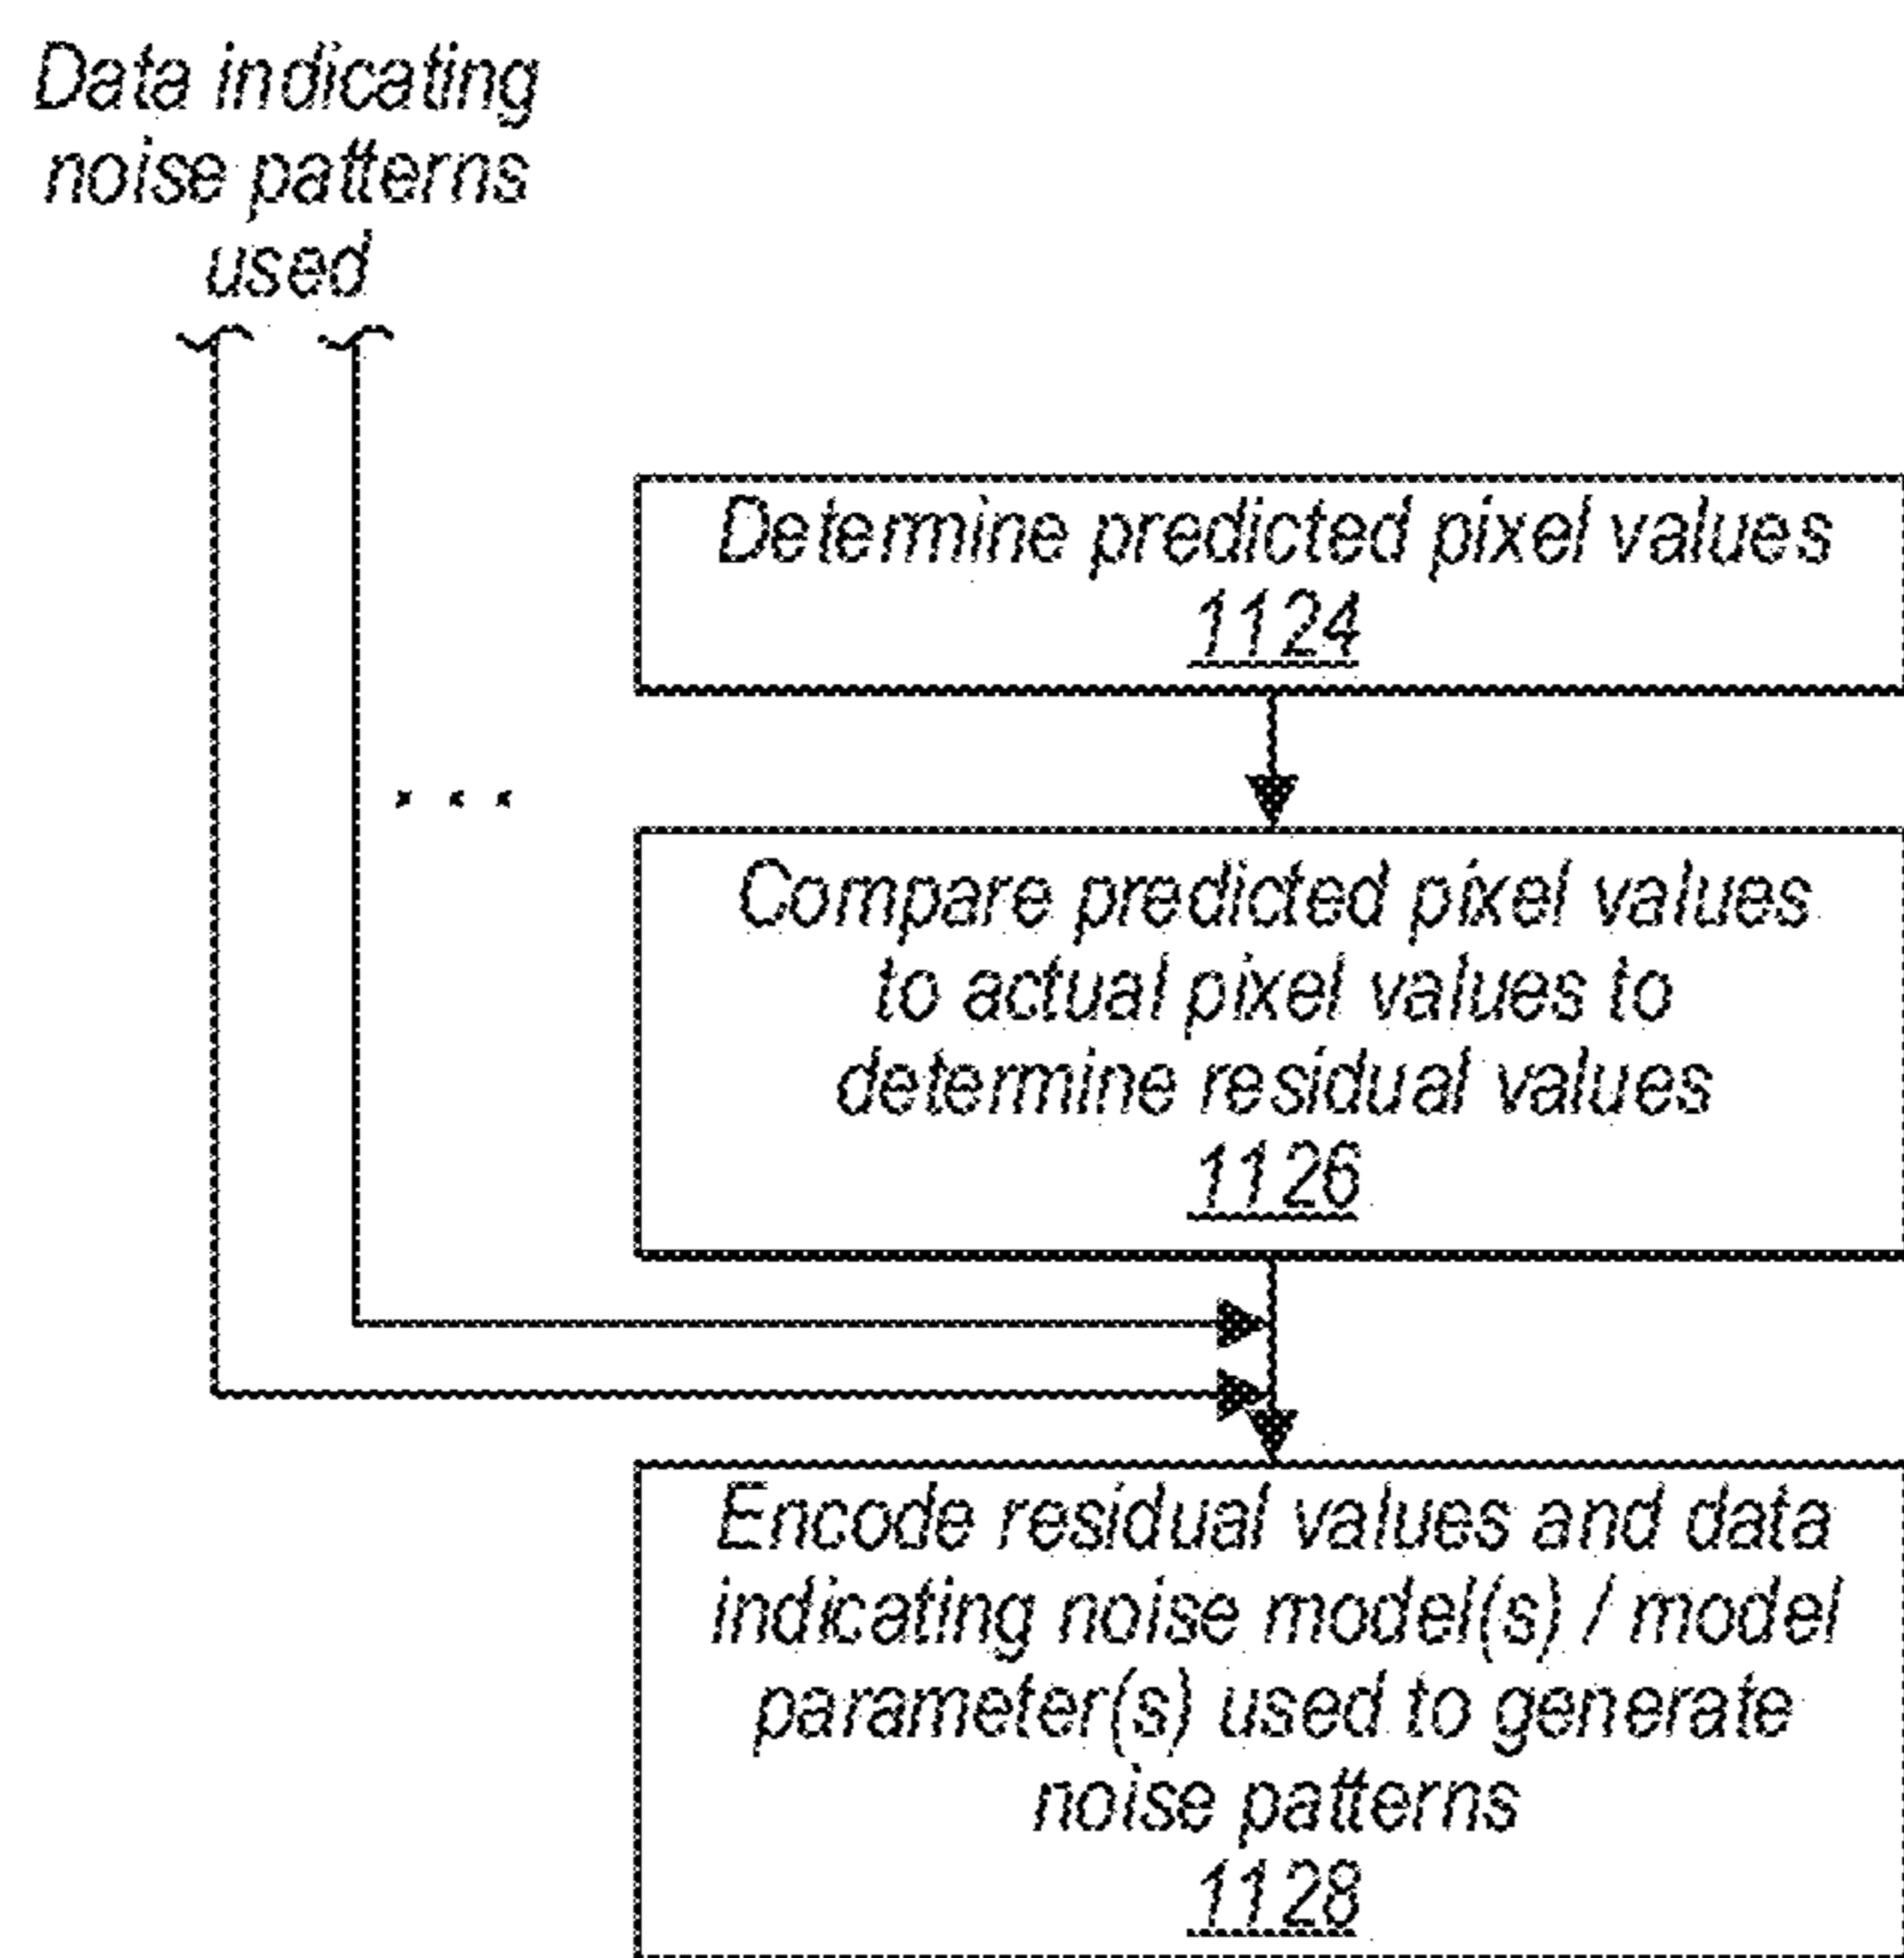 Data indicating
noise patterns
used
Determine predicted pixel values
1124
. . .
Compare predicted pixel values
to actual pixel values to
determine residual values
1126
Encode residual values and data
indicating noise model(s) / model
parameter(s) used to generate
noise patterns
1128